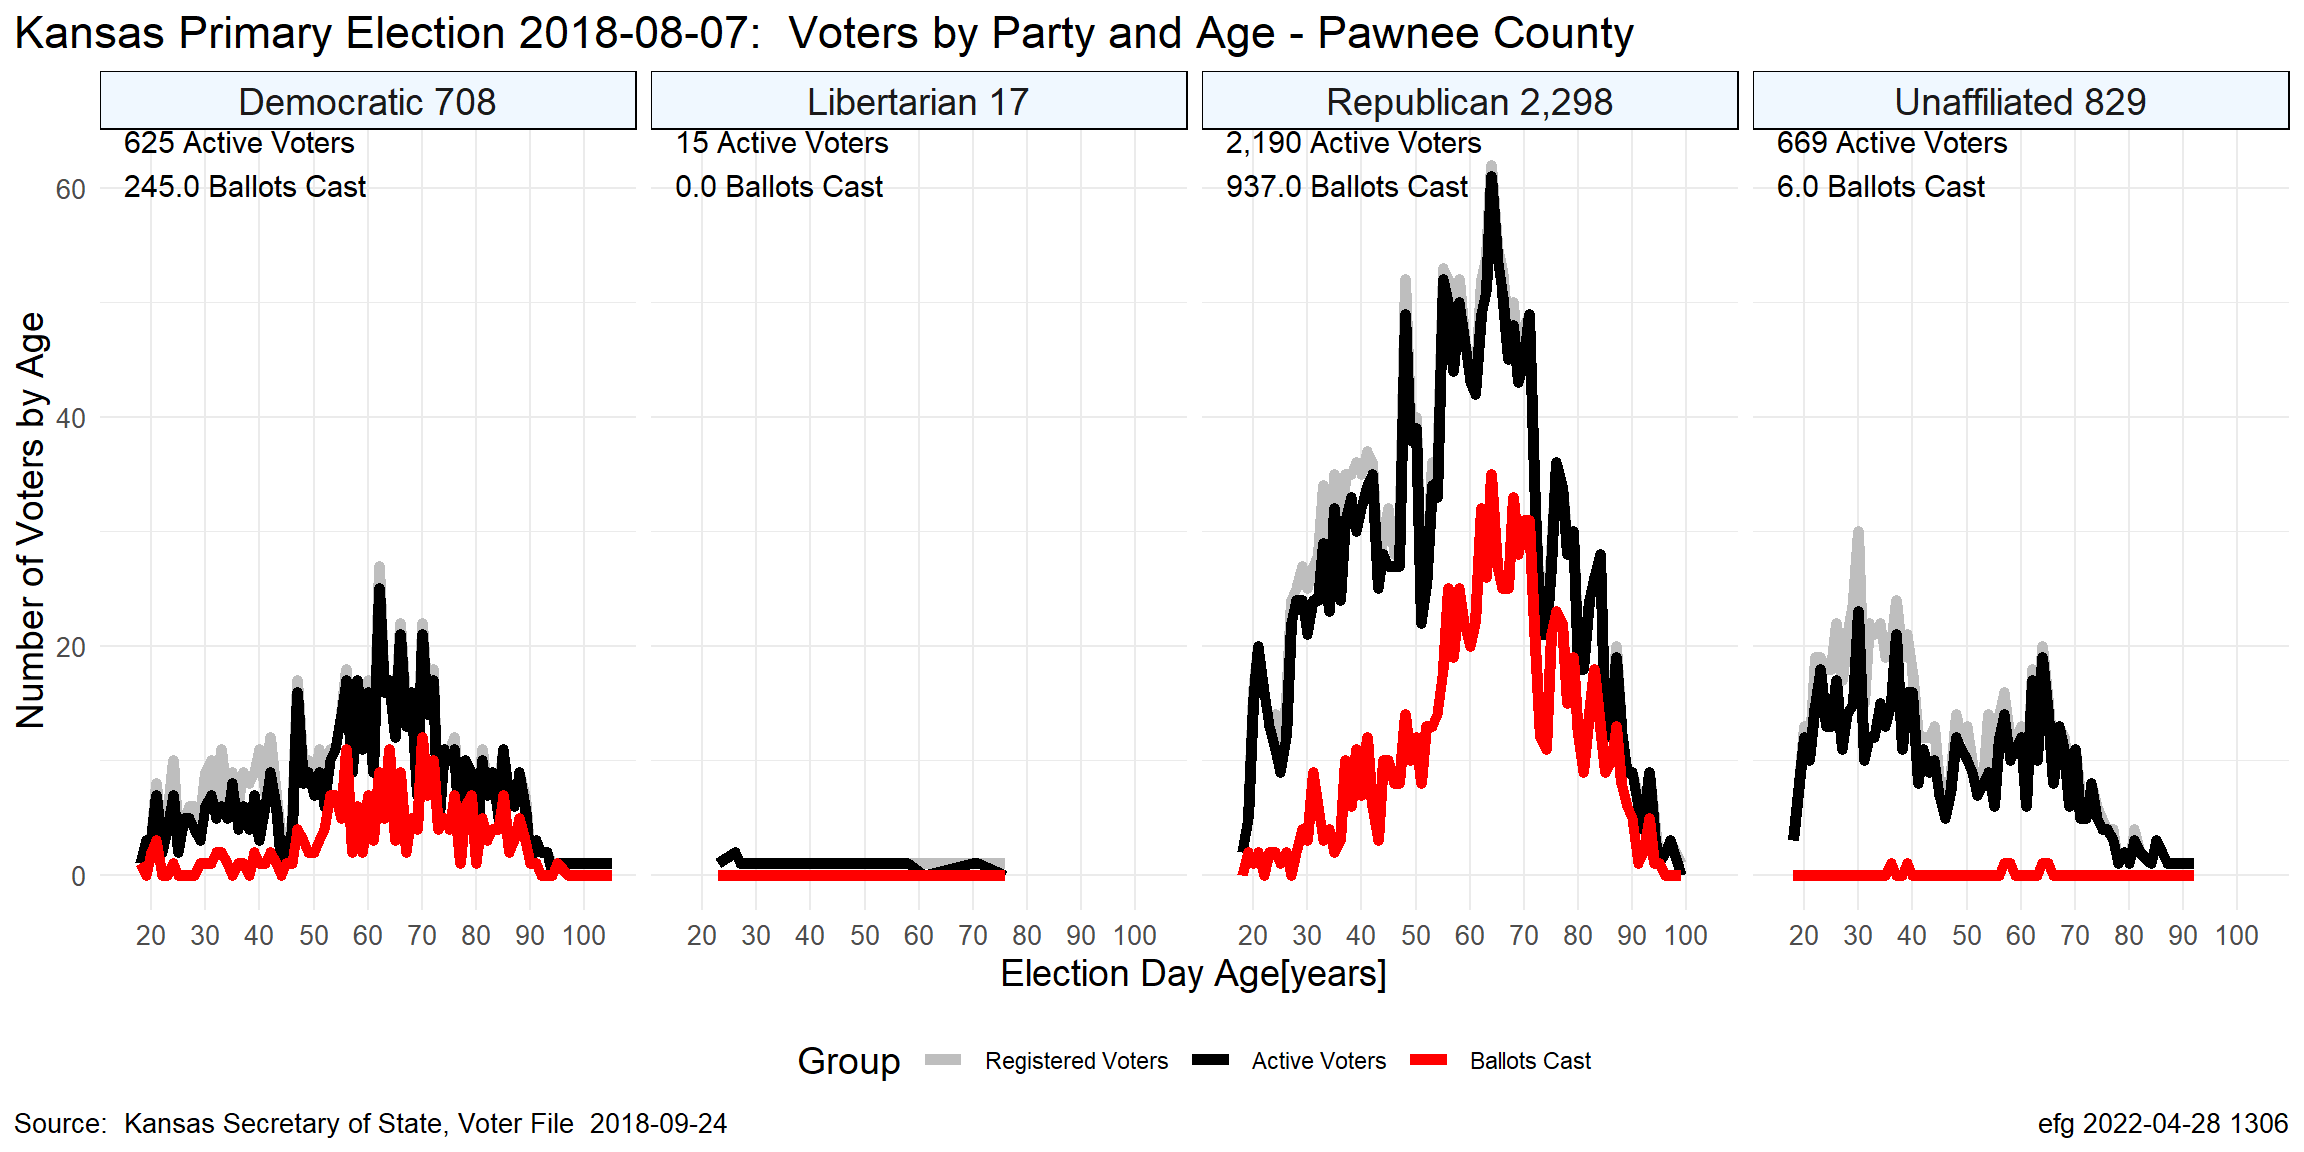 Kansas Primary Election 2018-08-07:  Voters by Party and Age - Pawnee County
Democratic 708
Libertarian 17
Republican 2,298
Unaffiliated 829
625 Active Voters
245.0 Ballots Cast
15 Active Voters
0.0 Ballots Cast
2,190 Active Voters
937.0 Ballots Cast
669 Active Voters
6.0 Ballots Cast
Number of Voters by Age
60
40
20
0
20 30 40 50 60 70 80 90 100
20 30 40 50 60 70 80 90 100
20 30 40 50 60 70 80 90 100
20 30 40 50 60 70 80 90 100
Election Day Age[years]
Group Registered Voters Active Voters Ballots Cast
Source:  Kansas Secretary of State, Voter File  2018-09-24
efg 2022-04-28 1306